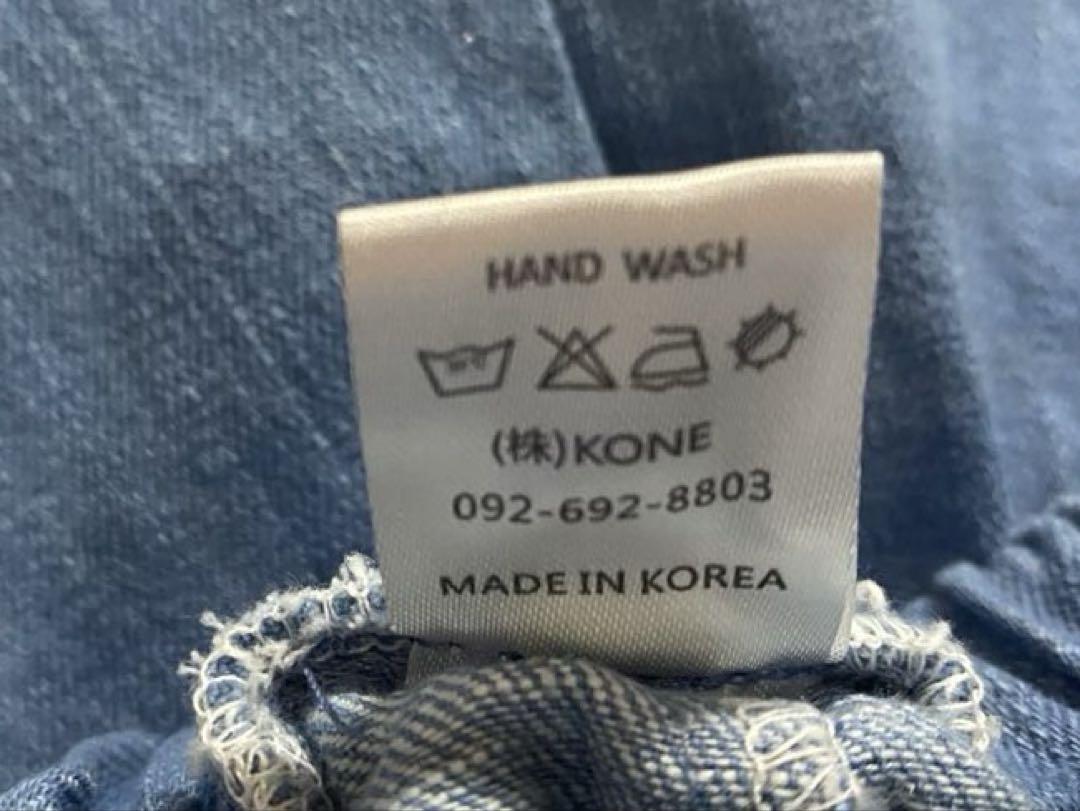 HAND WASH
(株)KONE
092-692-8803
MADE IN KOREA